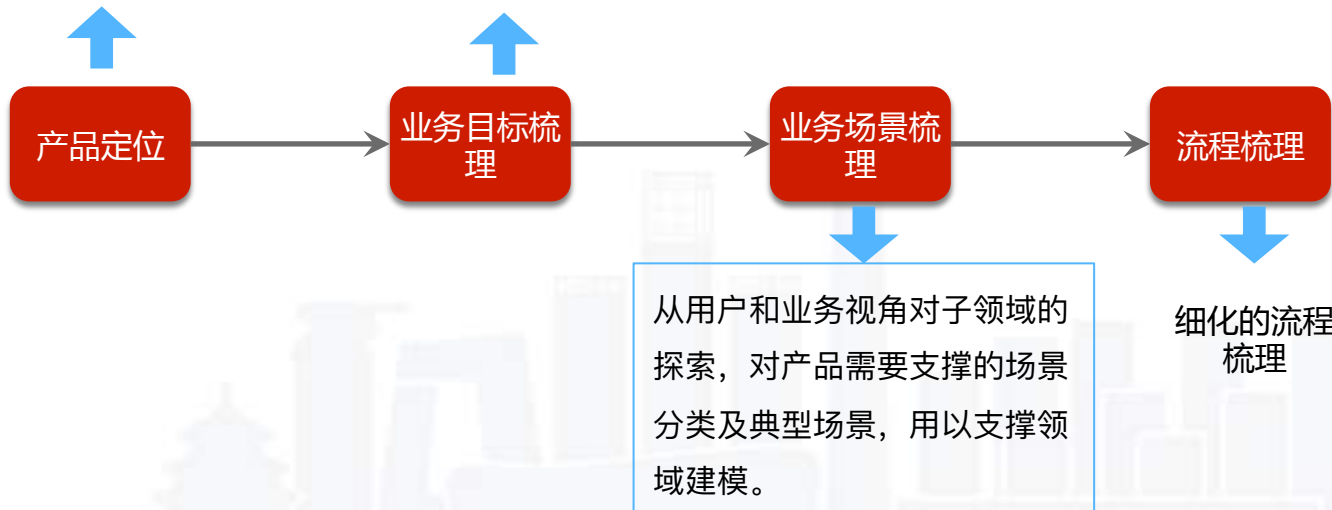 产品定位
业务目标梳
理
业务场景梳
理
流程梳理
从用户和业务视角对子领域的
探索，对产品需要支撑的场景
分类及典型场景，用以支撑领
域建模。
细化的流程
梳理